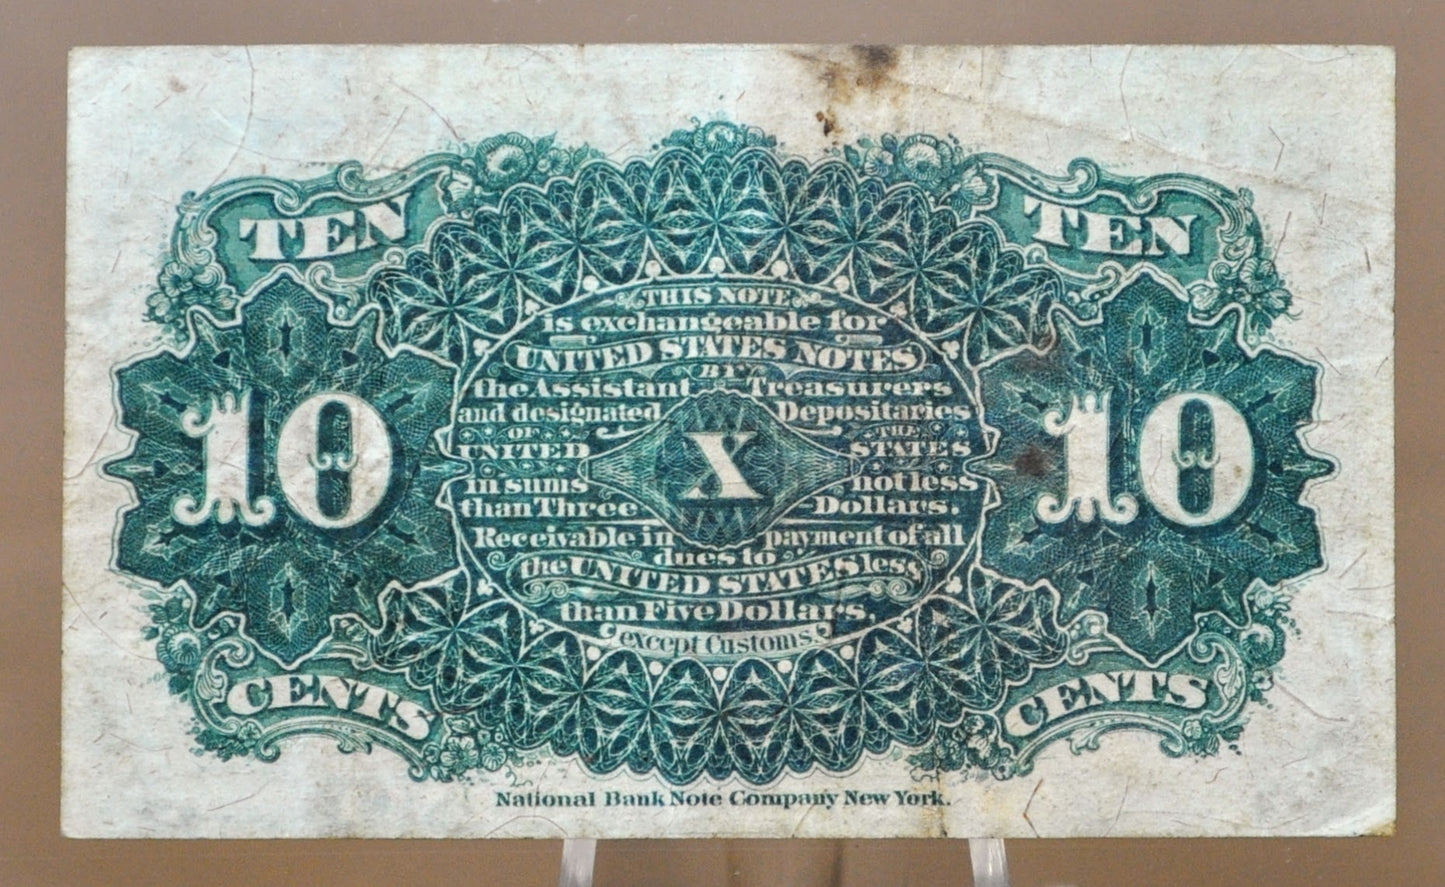 TEN TEN
THIS NOTE
is exchangeable for
UNITED STATES NOTES
BY
the Assistant Treasurers
and designated Depositaries
OF THE
UNITED STATES
in sums not less
than Three Dollars.
10 X 10
Receivable in payment of all
dues to
the UNITED STATES less
than Five Dollars,
except Customs.
CENTS CENTS
National Bank Note Company New York.